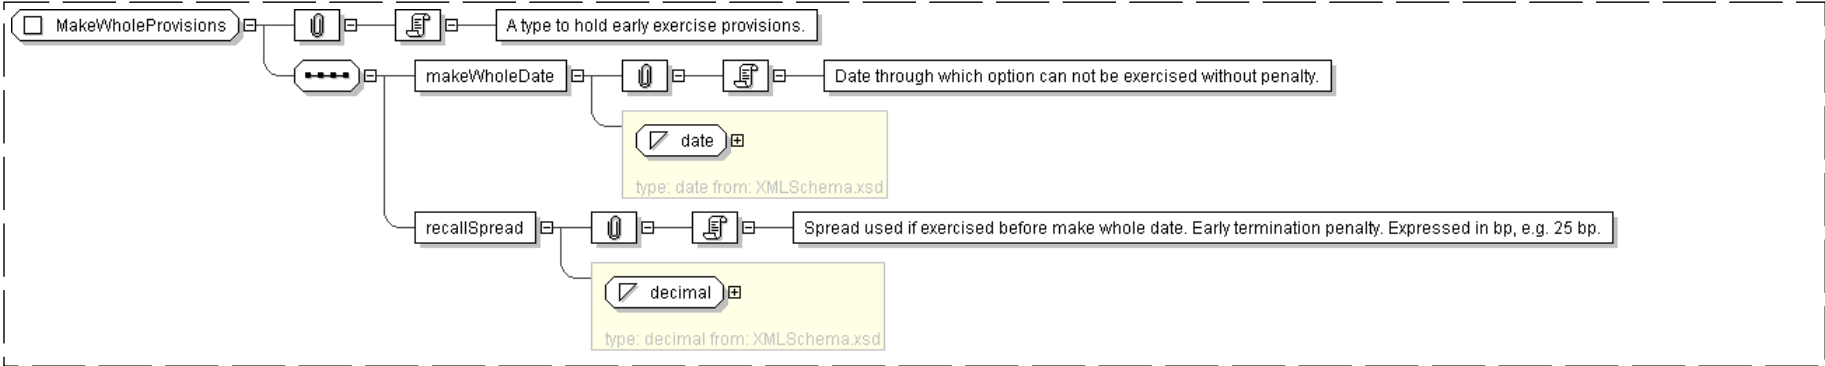 MakeWholeProvisions
A type to hold early exercise provisions.
makeWholeDate
Date through which option can not be exercised without penalty.
date
type: date from: XMLSchema.xsd
recallSpread
Spread used if exercised before make whole date. Early termination penalty. Expressed in bp, e.g. 25 bp.
decimal
type: decimal from: XMLSchema.xsd